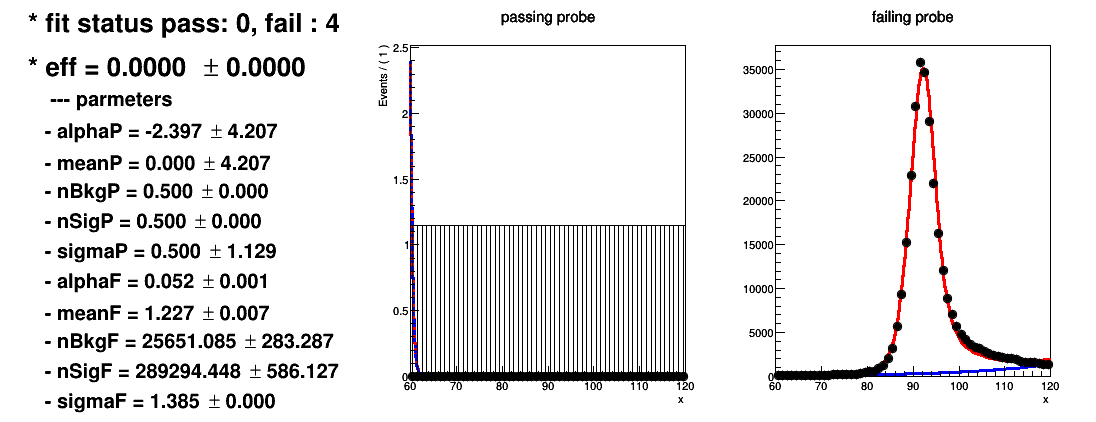 * fit status pass: 0, fail : 4
* eff = 0.0000 ± 0.0000
--- parmeters
- alphaP = -2.397 ± 4.207
- meanP = 0.000 ± 4.207
- nBkgP = 0.500 ± 0.000
- nSigP = 0.500 ± 0.000
- sigmaP = 0.500 ± 1.129
- alphaF = 0.052 ± 0.001
- meanF = 1.227 ± 0.007
- nBkgF = 25651.085 ± 283.287
- nSigF = 289294.448 ± 586.127
- sigmaF = 1.385 ± 0.000
passing probe
Events / ( 1 )
2.5
2
1.5
1
0.5
0
60 70 80 90 100 110 120
x
failing probe
35000
30000
25000
20000
15000
10000
5000
0
60 70 80 90 100 110 120
x